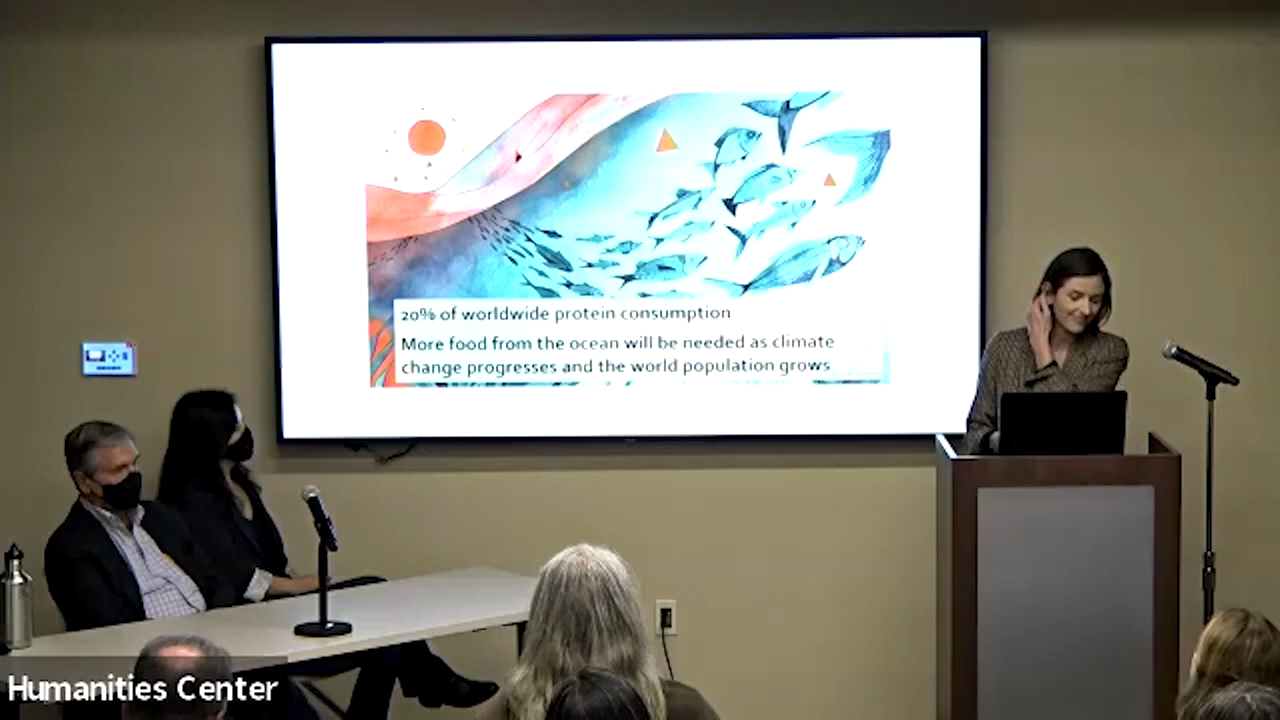 20% of worldwide protein consumption
More food from the ocean will be needed as climate
change progresses and the world population grows
Humanities Center